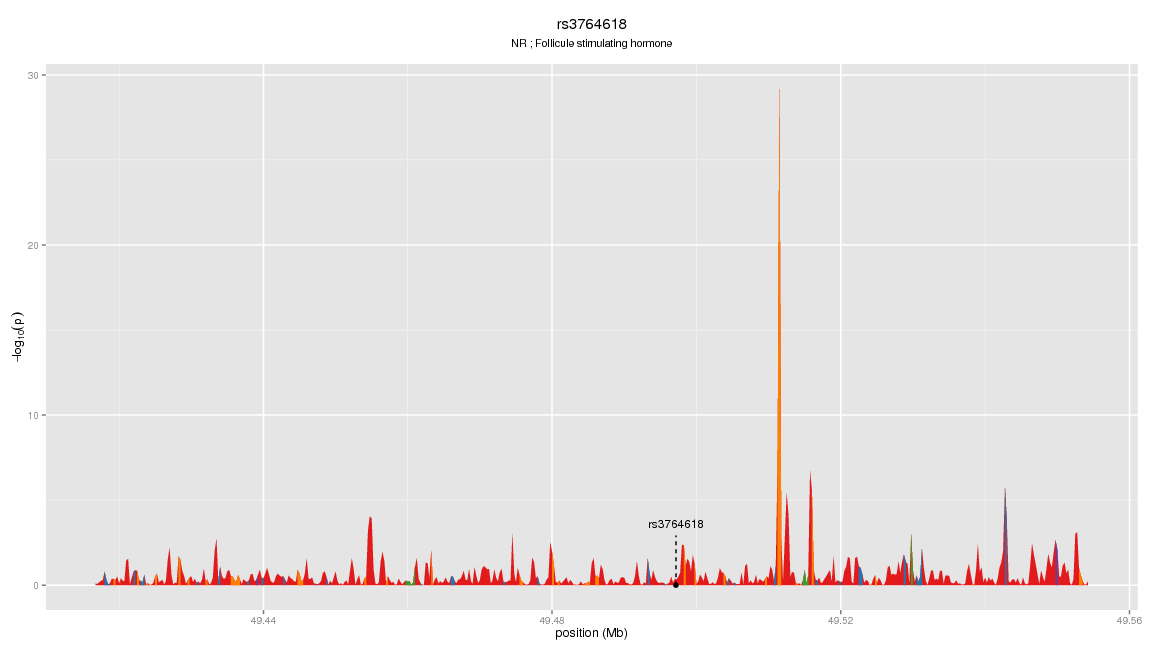 rs3764618
NR ; Follicule stimulating hormone
30
20
10
0
−log10(p)
rs3764618
49.44
49.48
49.52
49.56
position (Mb)